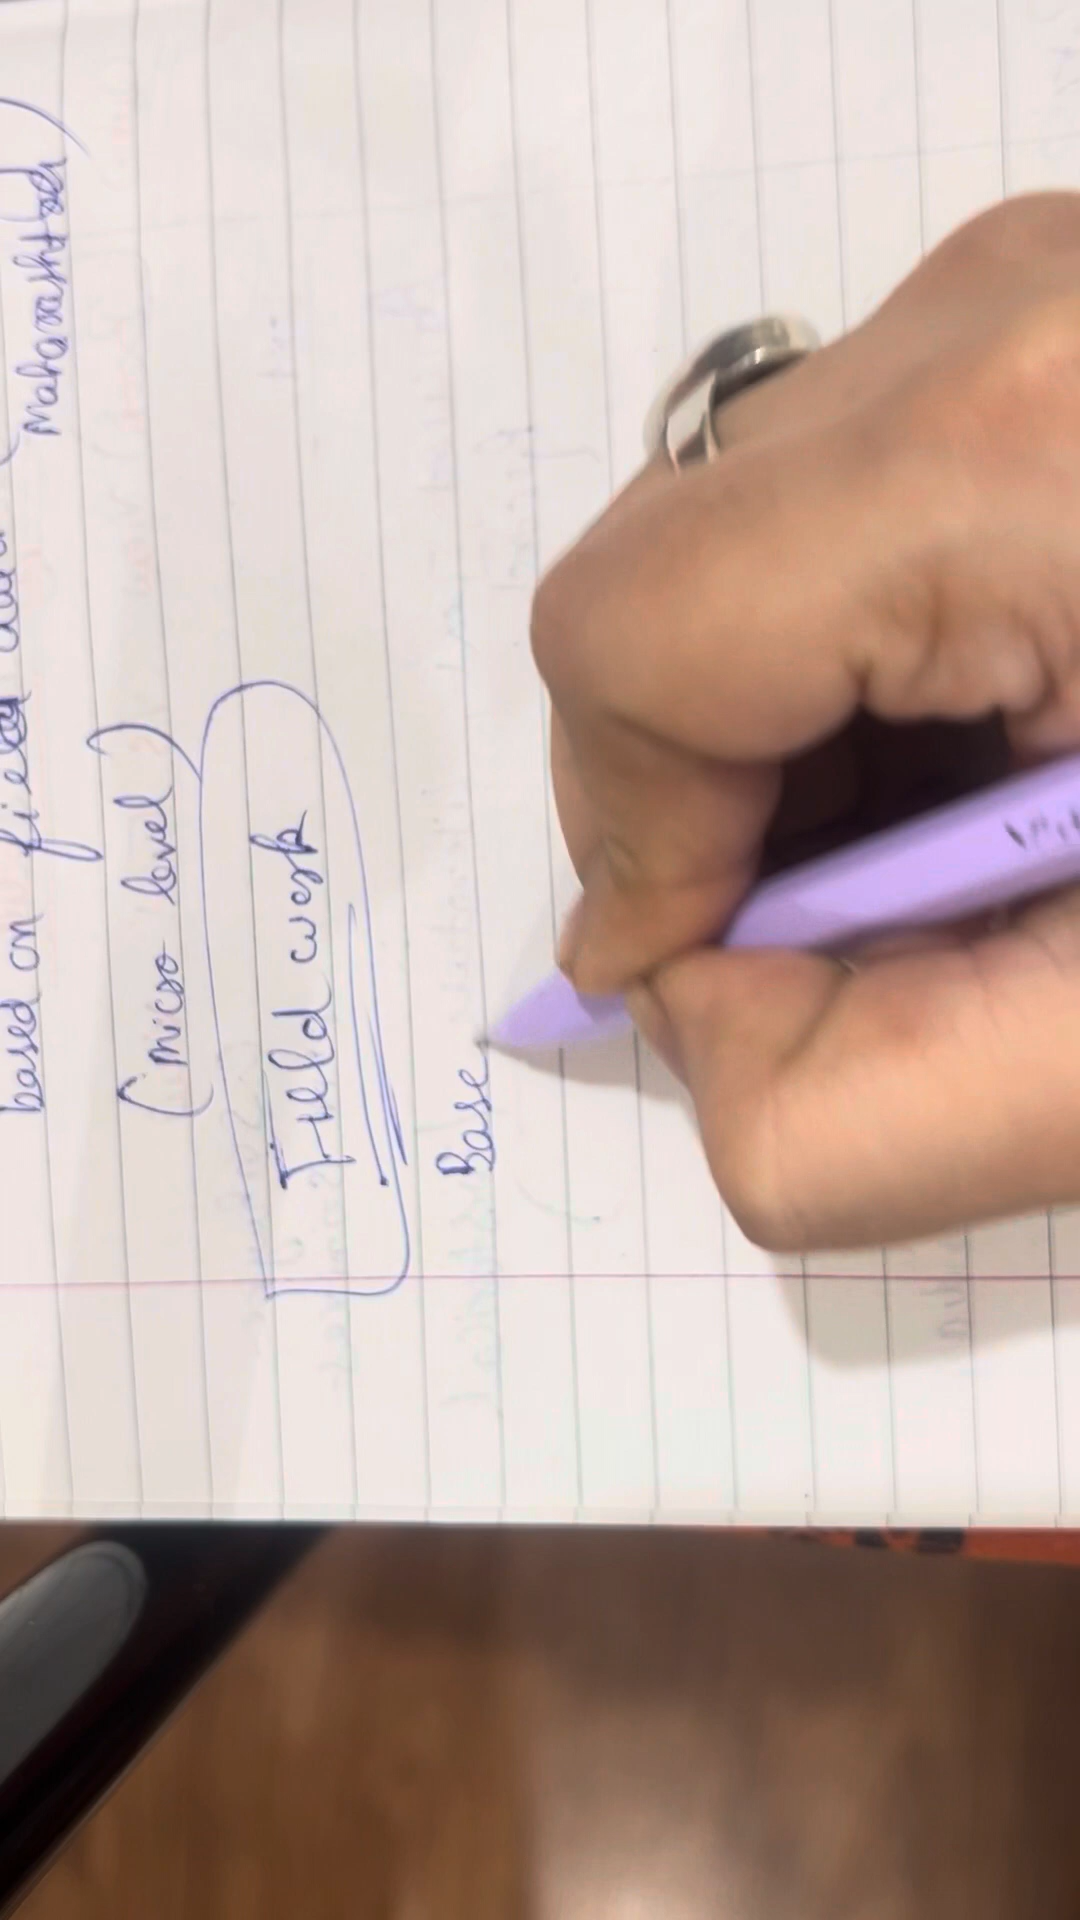 based on field
Maharashtra)
(micro level)
Field work
Base